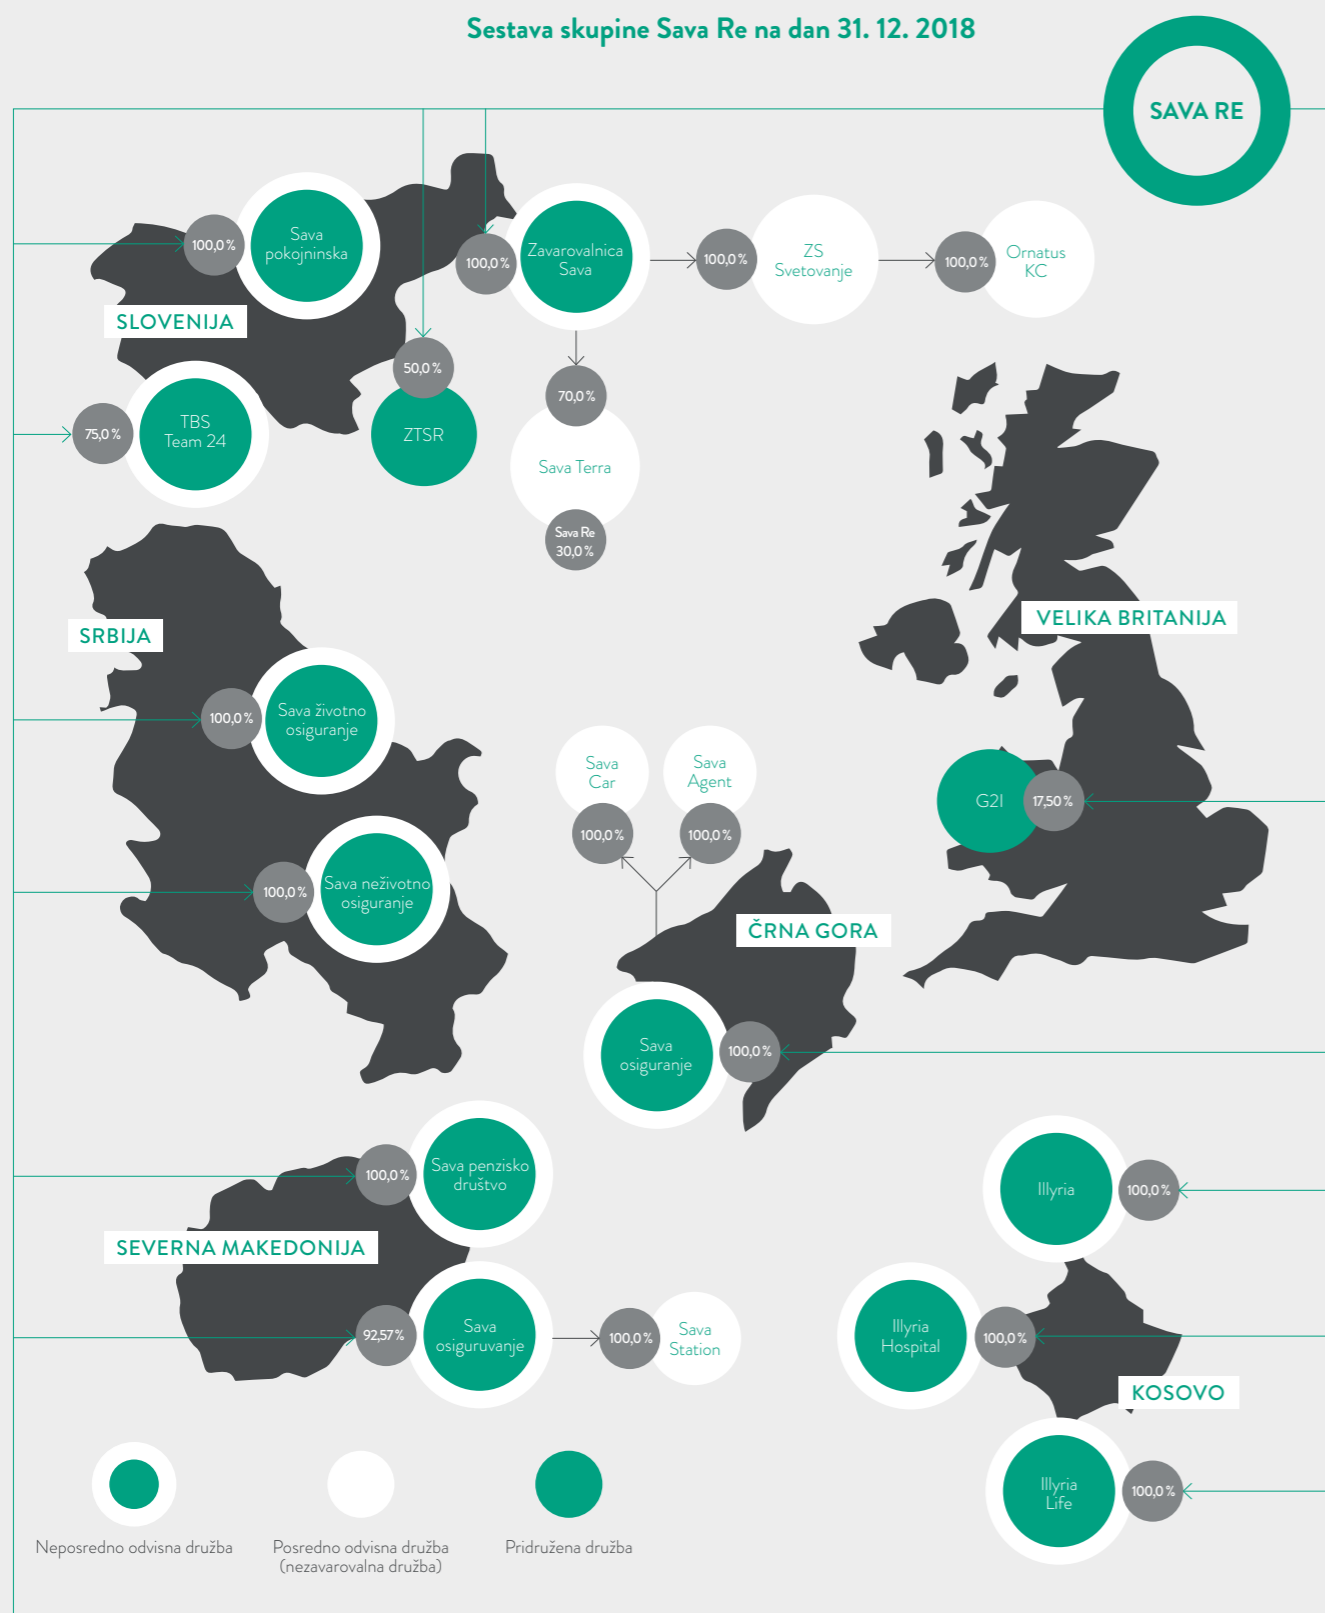 Sestava skupine Sava Re na dan 31. 12. 2018
SAVA RE
100,0 %
Sava
pokojninska
100,0 %
Zavarovalnica
Sava
100,0 %
ZS
Svetovanje
100,0 %
Ornatus
KC
SLOVENIJA
75,0 %
TBS
Team 24
50,0 %
ZTSR
70,0 %
Sava Terra
Sava Re
30,0 %
SRBIJA
100,0 %
Sava životno
osiguranje
100,0 %
Sava neživotno
osiguranje
VELIKA BRITANIJA
G2I
17,50 %
Sava
Car
100,0 %
Sava
Agent
100,0 %
ČRNA GORA
Sava
osiguranje
100,0 %
100,0 %
Sava penzisko
društvo
SEVERNA MAKEDONIJA
92,57 %
Sava
osiguruvanje
100,0 %
Sava
Station
Illyria
100,0 %
Illyria
Hospital
100,0 %
KOSOVO
Illyria
Life
100,0 %
Neposredno odvisna družba
Posredno odvisna družba
(nezavarovalna družba)
Pridružena družba